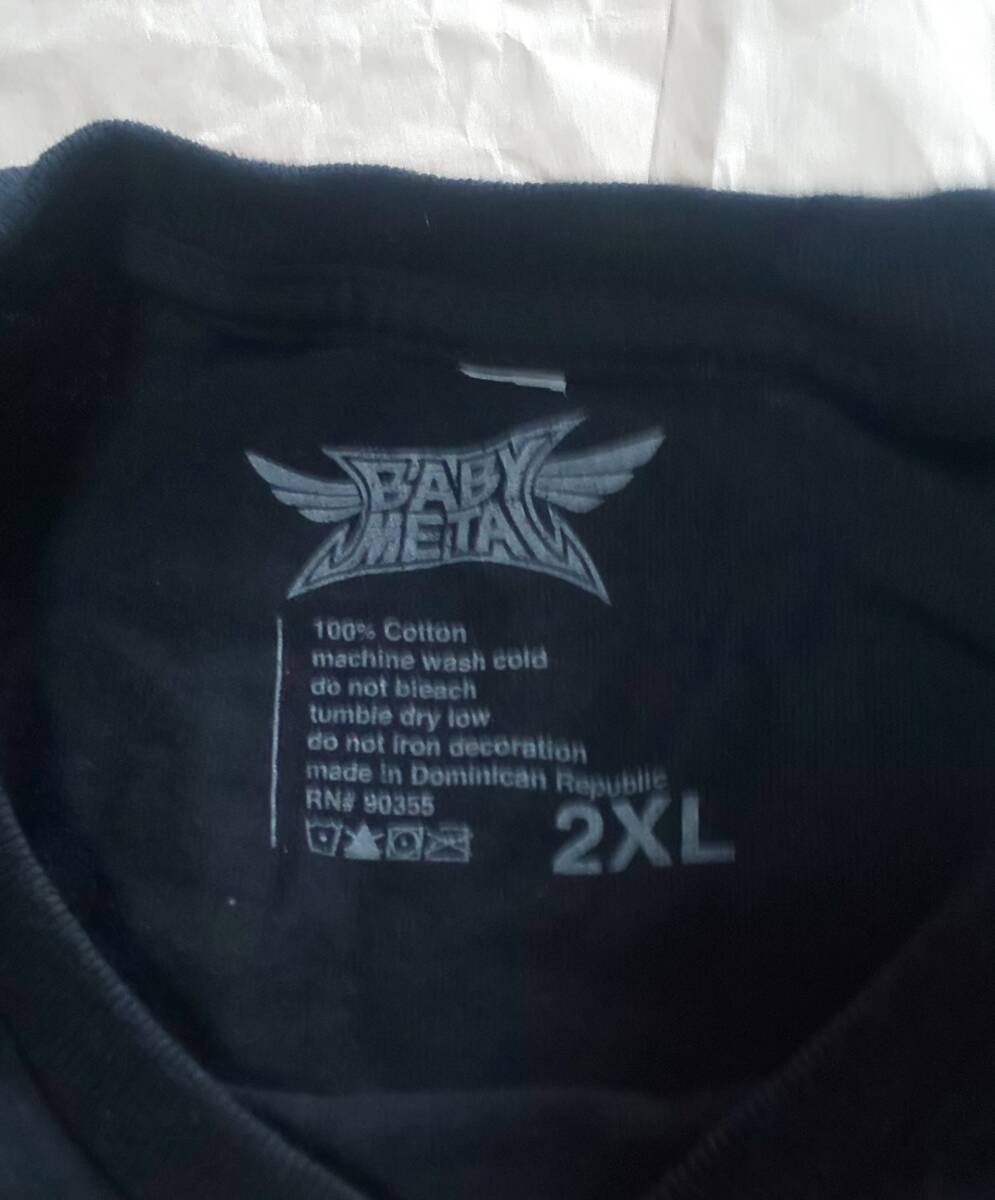 BABY
METAL
100% Cotton
machine wash cold
do not bleach
tumble dry low
do not iron decoration
made in Dominican Republic
RN# 90355
2XL